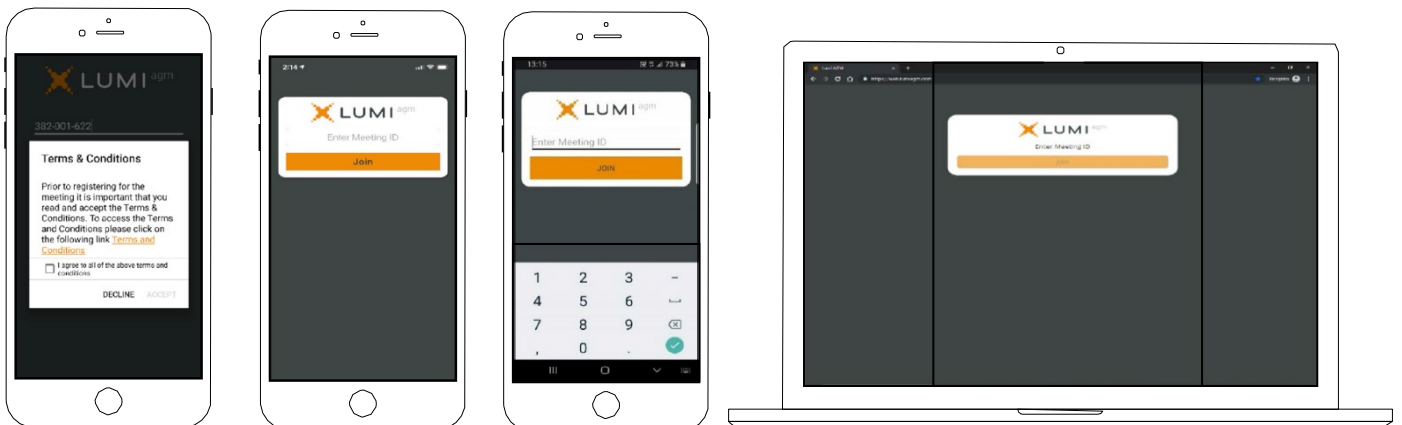 LUMI agm
382-001-622
Terms & Conditions
Prior to registering for the
meeting it is important that you
read and accept the Terms &
Conditions. To access the Terms
and Conditions please click on
the following link Terms and
Conditions
I agree to all of the above terms and
conditions
DECLINE ACCEPT
2:14
LUMI agm
Enter Meeting ID
Join
13:15 73%
LUMI agm
Enter Meeting ID
JOIN
1 2 3 -
4 5 6
7 8 9
, 0 .
LUMI agm
Enter Meeting ID